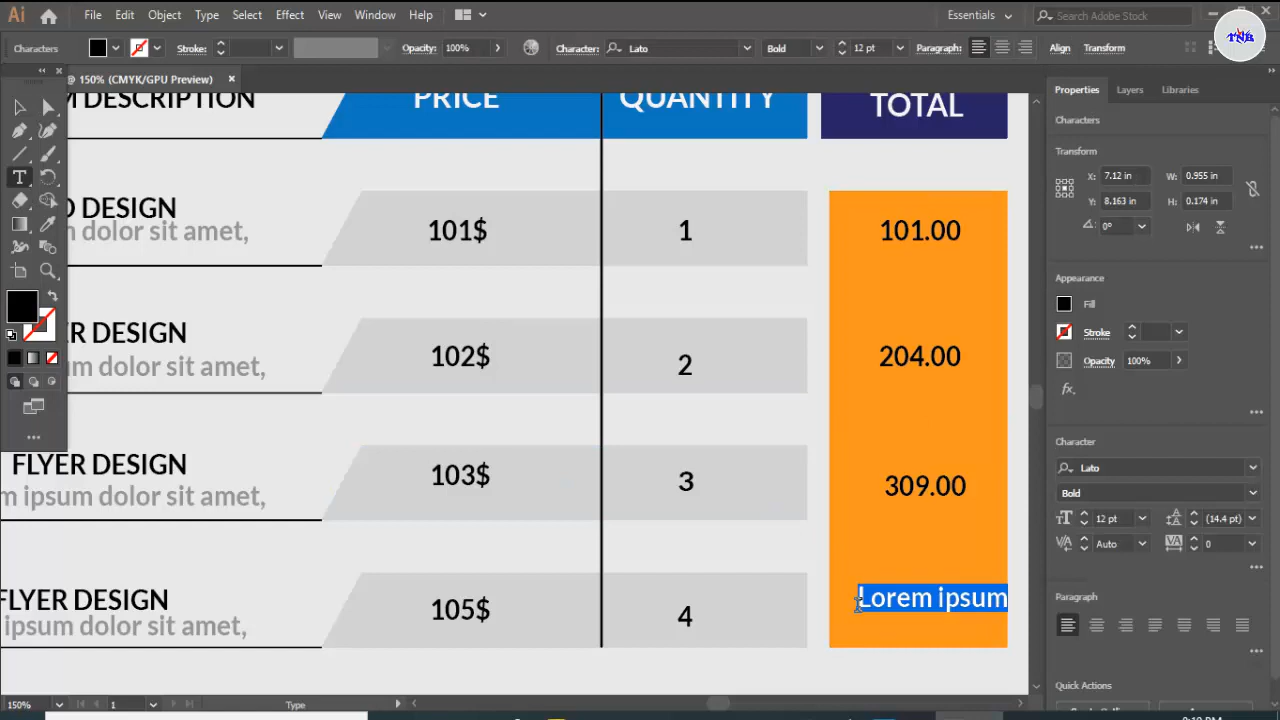 Ai File Edit Object Type Select Effect View Window Help Essentials Search Adobe Stock
TNB
Characters Stroke: Opacity: 100% Character: Lato Bold 12 pt Paragraph: Align Transform
@ 150% (CMYK/GPU Preview)
Properties Layers Libraries
Characters
Transform
X: 7.12 in W: 0.955 in
Y: 8.163 in H: 0.174 in
0°
Appearance
Fill
Stroke
Opacity 100%
fx.
Character
Lato
Bold
12 pt (14.4 pt)
Auto 0
Paragraph
Quick Actions
M DESCRIPTION PRICE QUANTITY TOTAL
O DESIGN 101$ 1 101.00
m dolor sit amet,
ER DESIGN 102$ 2 204.00
um dolor sit amet,
FLYER DESIGN 103$ 3 309.00
m ipsum dolor sit amet,
FLYER DESIGN 105$ 4 Lorem ipsum
ipsum dolor sit amet,
150% 1 Type